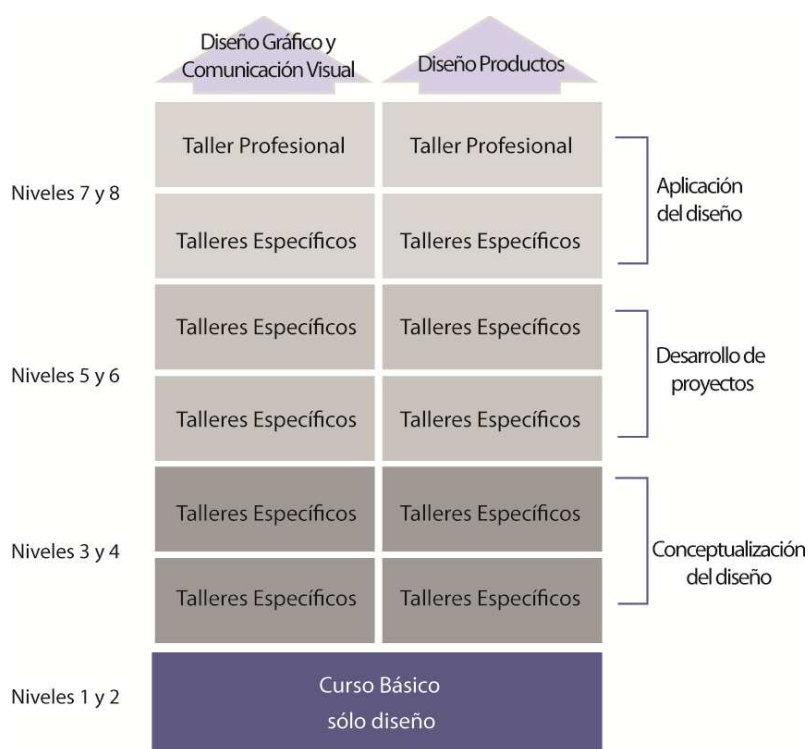 Diseño Gráfico y
Comunicación Visual
Diseño Productos
Taller Profesional
Taller Profesional
Niveles 7 y 8
Aplicación
del diseño
Talleres Específicos
Talleres Específicos
Talleres Específicos
Talleres Específicos
Niveles 5 y 6
Desarrollo de
proyectos
Talleres Específicos
Talleres Específicos
Talleres Específicos
Talleres Específicos
Niveles 3 y 4
Conceptualización
del diseño
Talleres Específicos
Talleres Específicos
Niveles 1 y 2
Curso Básico
sólo diseño